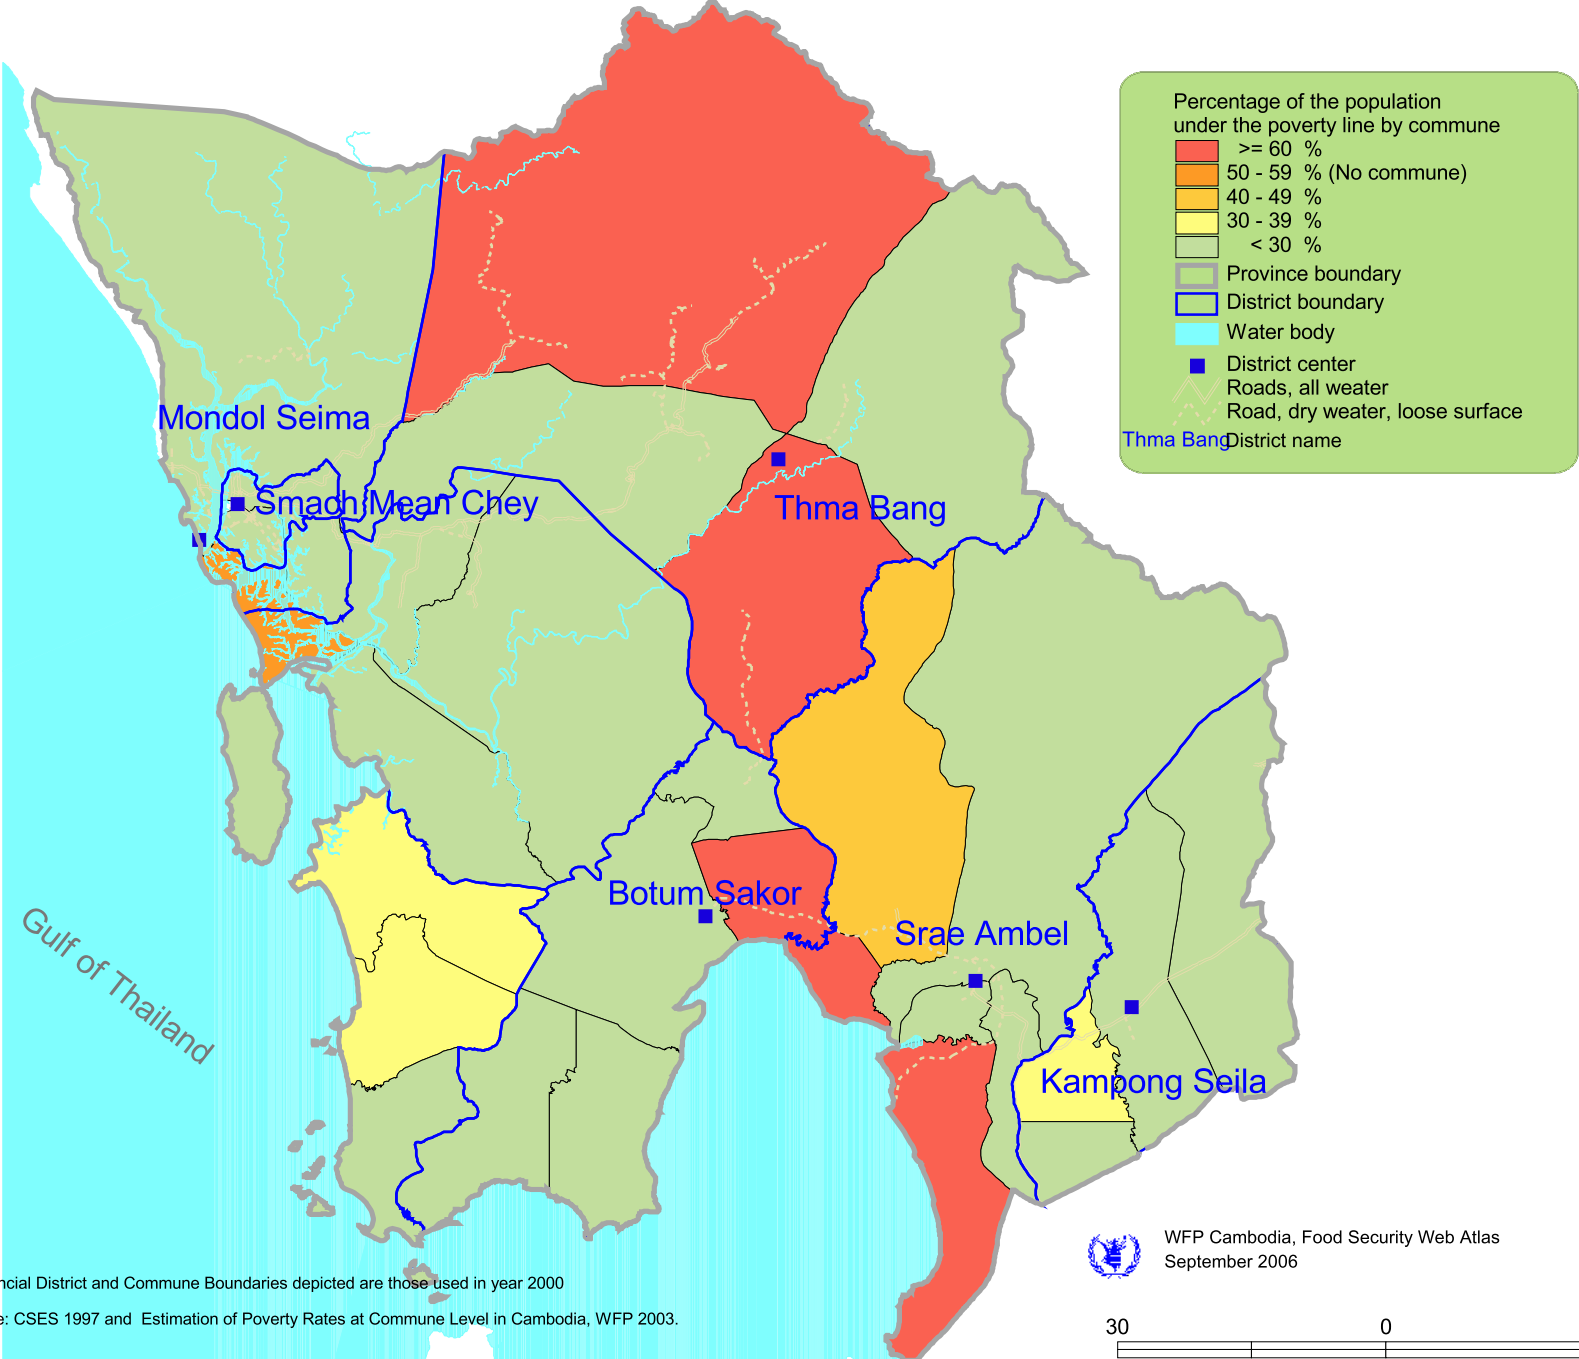 Percentage of the population
under the poverty line by commune
>= 60 %
50 - 59 % (No commune)
40 - 49 %
30 - 39 %
< 30 %
Province boundary
District boundary
Water body
District center
Roads, all weater
Road, dry weater, loose surface
Thma Bang District name
Mondol Seima
Smach Mean Chey
Thma Bang
Botum Sakor
Srae Ambel
Gulf of Thailand
Kampong Seila
WFP Cambodia, Food Security Web Atlas
September 2006
ncial District and Commune Boundaries depicted are those used in year 2000
e: CSES 1997 and Estimation of Poverty Rates at Commune Level in Cambodia, WFP 2003.
30 0